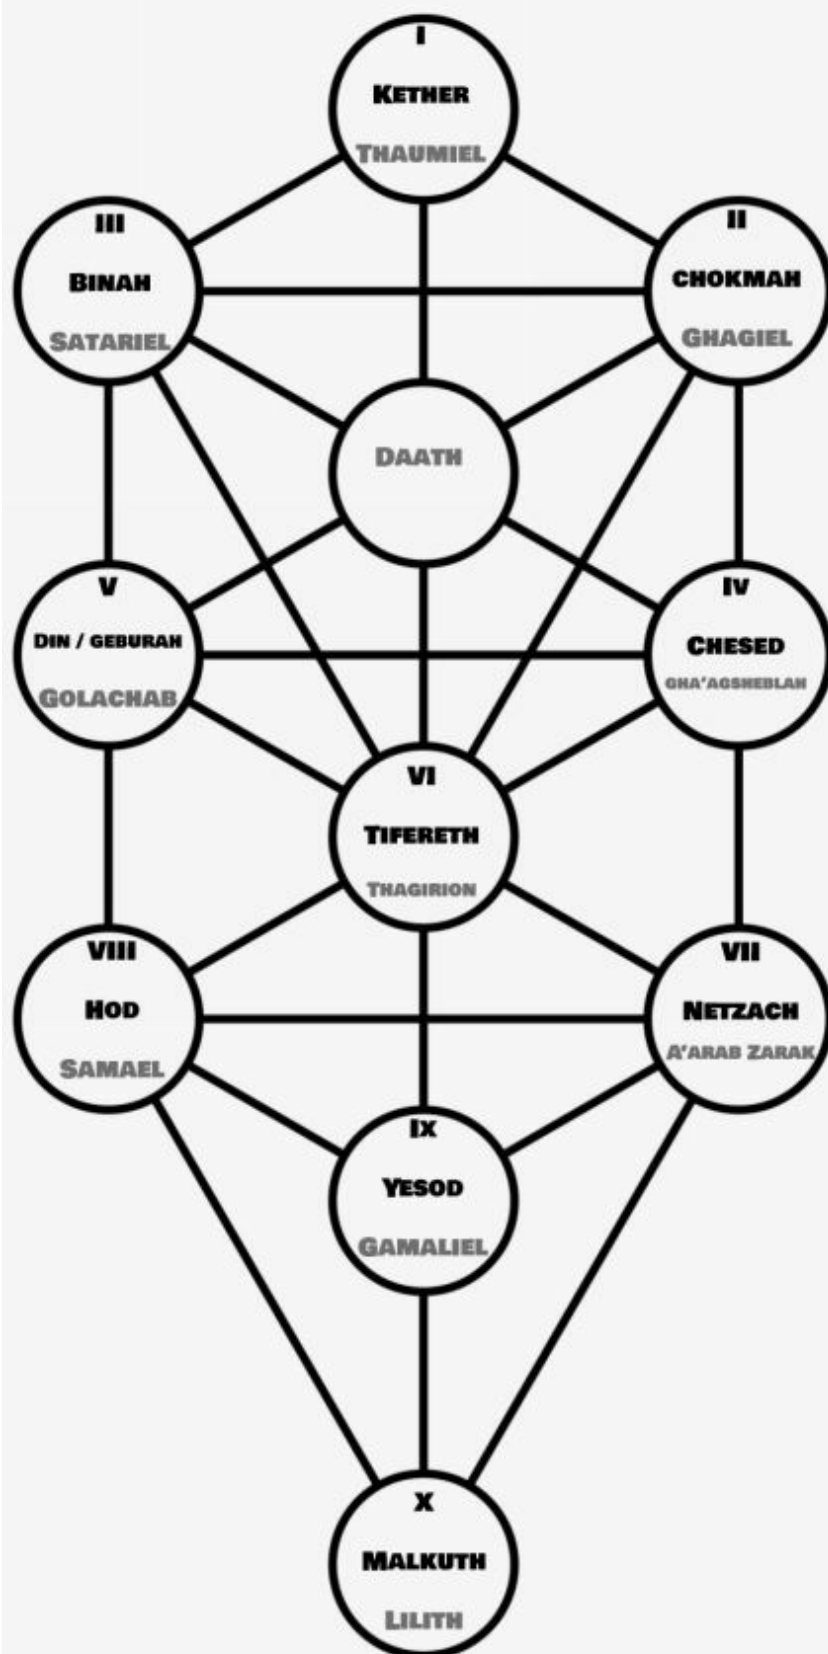 I
Kether
Thaumiel
III
Binah
Satariel
II
chokmah
Ghagiel
Daath
V
Din / geburah
Golachab
Iv
Chesed
gha'agsheblah
VI
Tifereth
Thagirion
VIII
Hod
Samael
VII
Netzach
A'arab Zarak
Ix
Yesod
Gamaliel
X
Malkuth
Lilith